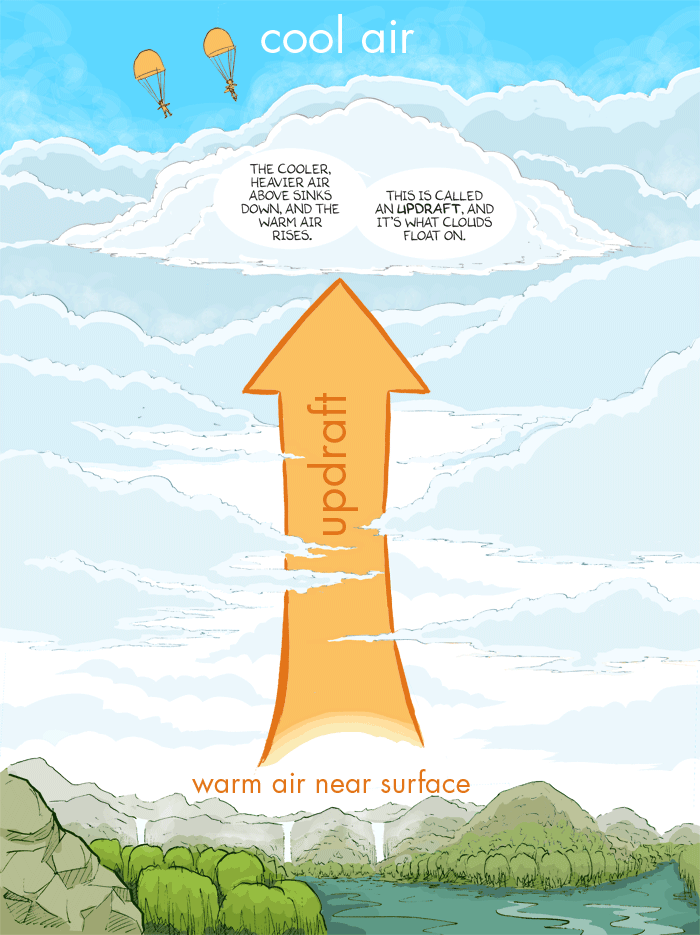 cool air
THE COOLER,
HEAVIER AIR
ABOVE SINKS
DOWN, AND THE
WARM AIR
RISES.
THIS IS CALLED
AN UPDRAFT, AND
IT'S WHAT CLOUDS
FLOAT ON.
updraft
warm air near surface